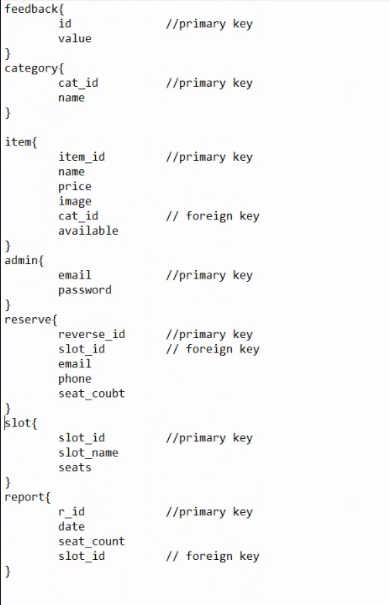 feedback{
id //primary key
value
}
category{
cat_id //primary key
name
}
item{
item_id //primary key
name
price
image
cat_id // foreign key
available
}
admin{
email //primary key
password
}
reserve{
reverse_id //primary key
slot_id // foreign key
email
phone
seat_coubt
}
slot{
slot_id //primary key
slot_name
seats
}
report{
r_id //primary key
date
seat_count
slot_id // foreign key
}